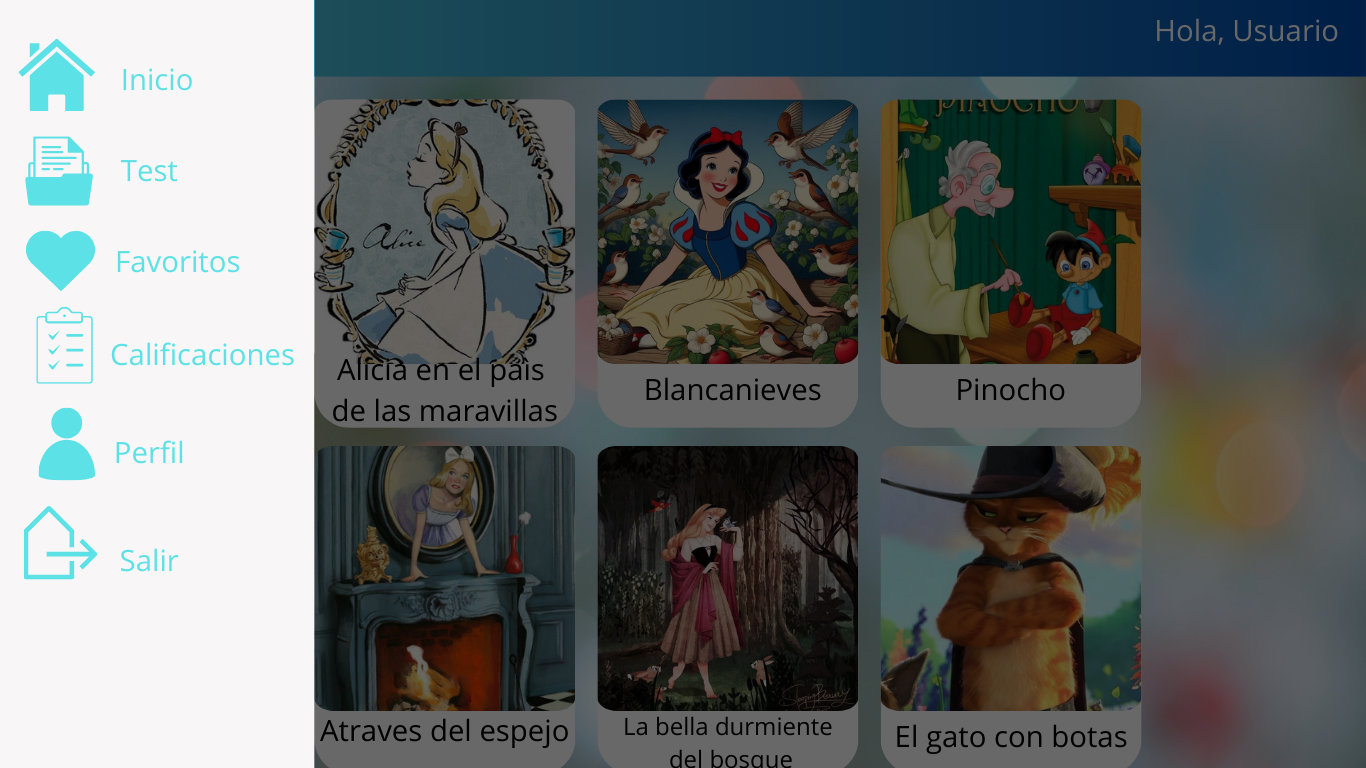 Inicio
Test
Favoritos
Calificaciones
Perfil
Salir
Hola, Usuario
Alice
PINOCHO
Alicia en el pais
de las maravillas
Blancanieves
Pinocho
Atraves del espejo
La bella durmiente
del bosque
El gato con botas